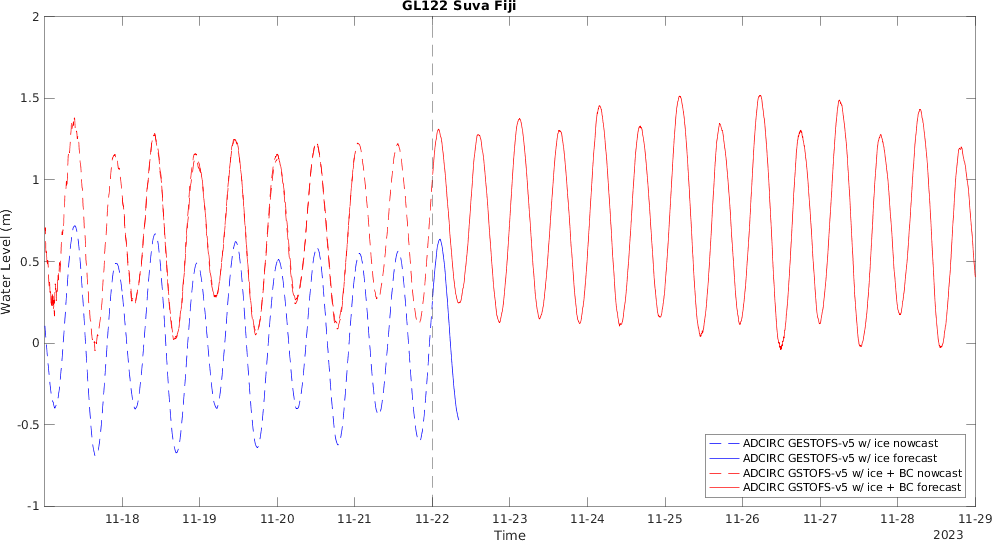 GL122 Suva Fiji
2
1.5
1
0.5
0
-0.5
-1
Water Level (m)
11-18
11-19
11-20
11-21
11-22
11-23
11-24
11-25
11-26
11-27
11-28
11-29
Time
2023
ADCIRC GESTOFS-v5 w/ ice nowcast
ADCIRC GESTOFS-v5 w/ ice forecast
ADCIRC GSTOFS-v5 w/ ice + BC nowcast
ADCIRC GSTOFS-v5 w/ ice + BC forecast